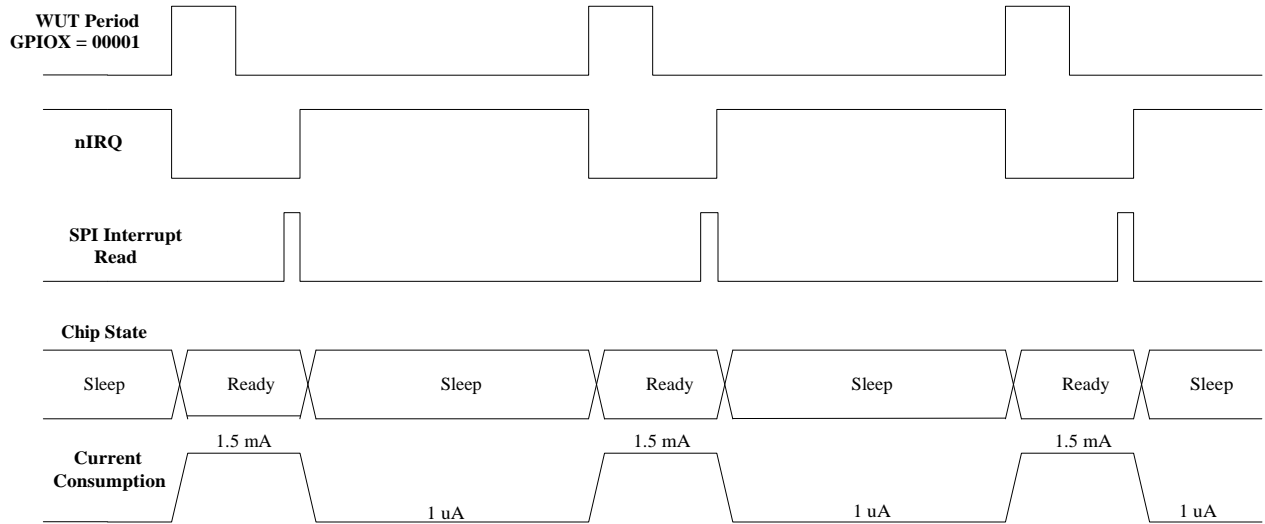 WUT Period
GPIOX = 00001
nIRQ
SPI Interrupt
Read
Chip State
Sleep Ready Sleep Ready Sleep Ready Sleep
1.5 mA 1.5 mA 1.5 mA
Current
Consumption
1 uA 1 uA 1 uA